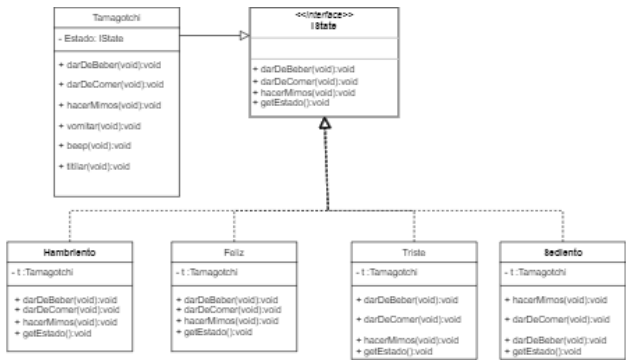 Tamagotchi
- Estado: IState
+ darDeBeber(void):void
+ darDeComer(void):void
+ hacerMimos(void):void
+ vomitar(void):void
+ beep(void):void
+ titilar(void):void
<<Interface>>
IState
+ darDeBeber(void):void
+ darDeComer(void):void
+ hacerMimos(void):void
+ getEstado():void
Hambriento
- t :Tamagotchi
+ darDeBeber(void):void
+ darDeComer(void):void
+ hacerMimos(void):void
+ getEstado():void
Feliz
- t :Tamagotchi
+ darDeBeber(void):void
+ darDeComer(void):void
+ hacerMimos(void):void
+ getEstado():void
Triste
- t :Tamagotchi
+ darDeBeber(void):void
+ darDeComer(void):void
+ hacerMimos(void):void
+ getEstado():void
Sediento
- t :Tamagotchi
+ hacerMimos(void):void
+ darDeComer(void):void
+ darDeBeber(void):void
+ getEstado():void